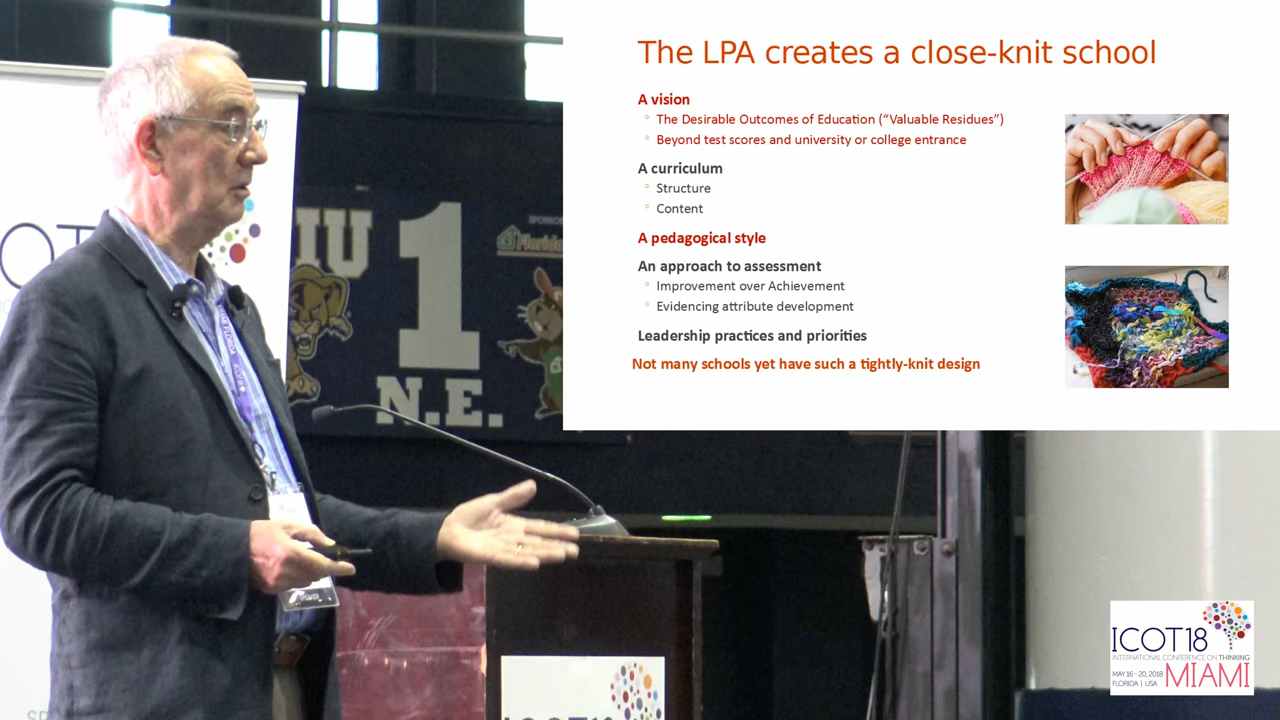 The LPA creates a close-knit school
A vision
The Desirable Outcomes of Education (“Valuable Residues”)
Beyond test scores and university or college entrance
A curriculum
Structure
Content
A pedagogical style
An approach to assessment
Improvement over Achievement
Evidencing attribute development
Leadership practices and priorities
Not many schools yet have such a tightly-knit design
IU
1
N.E.
Florida
ICOT18
INTERNATIONAL CONFERENCE ON THINKING
MAY 16 - 20, 2018
FLORIDA | USA
MIAMI
ICOT18